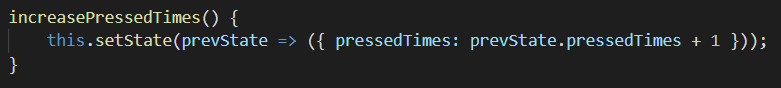 increasePressedTimes() {
    this.setState(prevState => ({ pressedTimes: prevState.pressedTimes + 1 }));
}